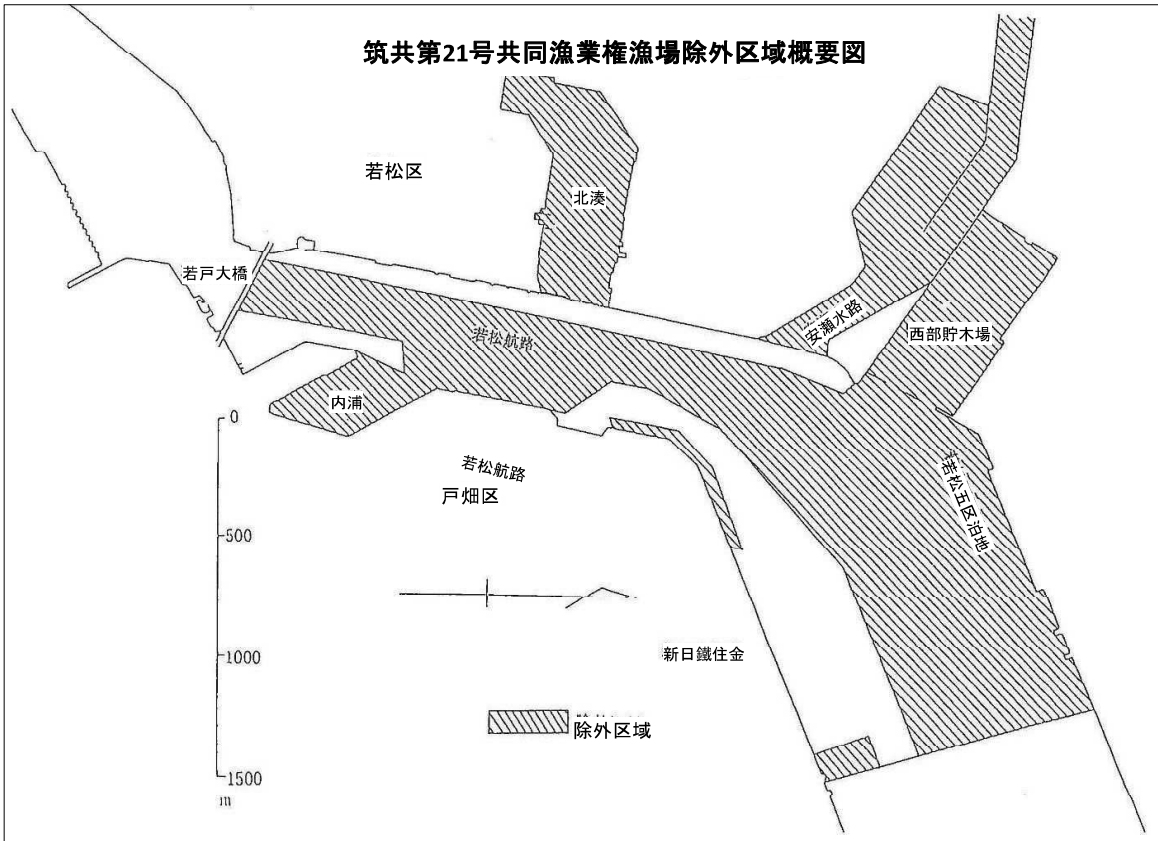 筑共第21号共同漁業権漁場除外区域概要図
若松区
北湊
若戸大橋
若松航路
安瀬水路
西部貯木場
内浦
0
若松航路
戸畑区
若松五区泊地
500
1000
新日鐵住金
除外区域
1500
m